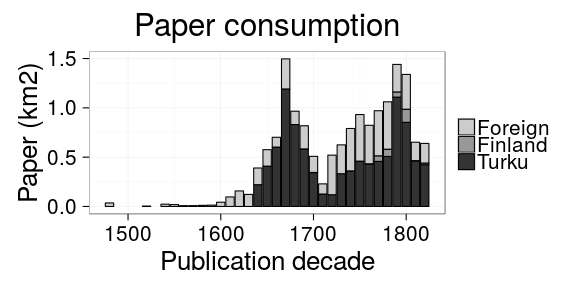 Paper consumption
Paper (km2)
1.5
1.0
0.5
0.0
1500 1600 1700 1800
Publication decade
Foreign
Finland
Turku